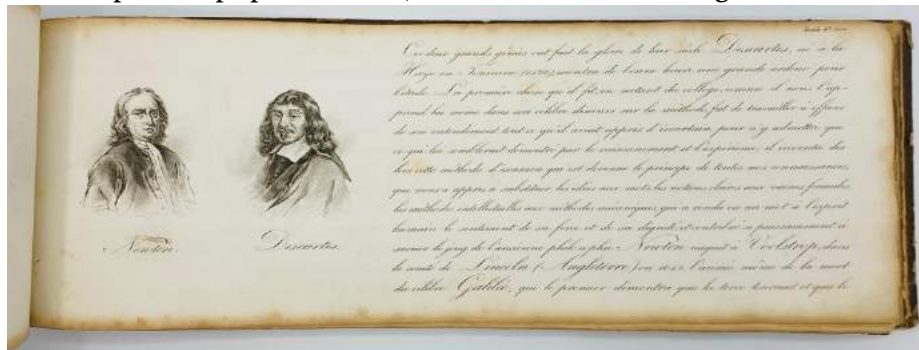 Newton.
Descartes.
Ces deux grands génies ont fait la gloire de leur siècle Descartes, né à la
Haye en Touraine (1596), montra de bonne heure une grande ardeur pour
l'étude. La première chose qu'il fit, en sortant du collège, comme il nous l'ap-
prend lui même dans son célèbre discours sur la méthode, fut de travailler à effacer
de son entendement tout ce qu'il avait appris d'incertain, pour n'y admettre que
ce qui lui semblerait démontré par le raisonnement et l'expérience; il inventa dès
lors cette méthode d'examen qui est devenue le principe de toutes nos connaissances,
qui nous a appris à substituer les idées aux mots, les notions claires aux vaines formules,
les méthodes intellectuelles aux méthodes mécaniques, qui a rendu en un mot à l'esprit
humain le sentiment de sa force et de sa dignité, et contribué si puissamment à
secouer le joug de l'ancienne philosophie. Newton naquit à Voolstrop, dans
le comté de Lincoln (Angleterre) en 1642 l'année même de la mort
du célèbre Galilée, qui le premier démontra que la terre tournait et que le